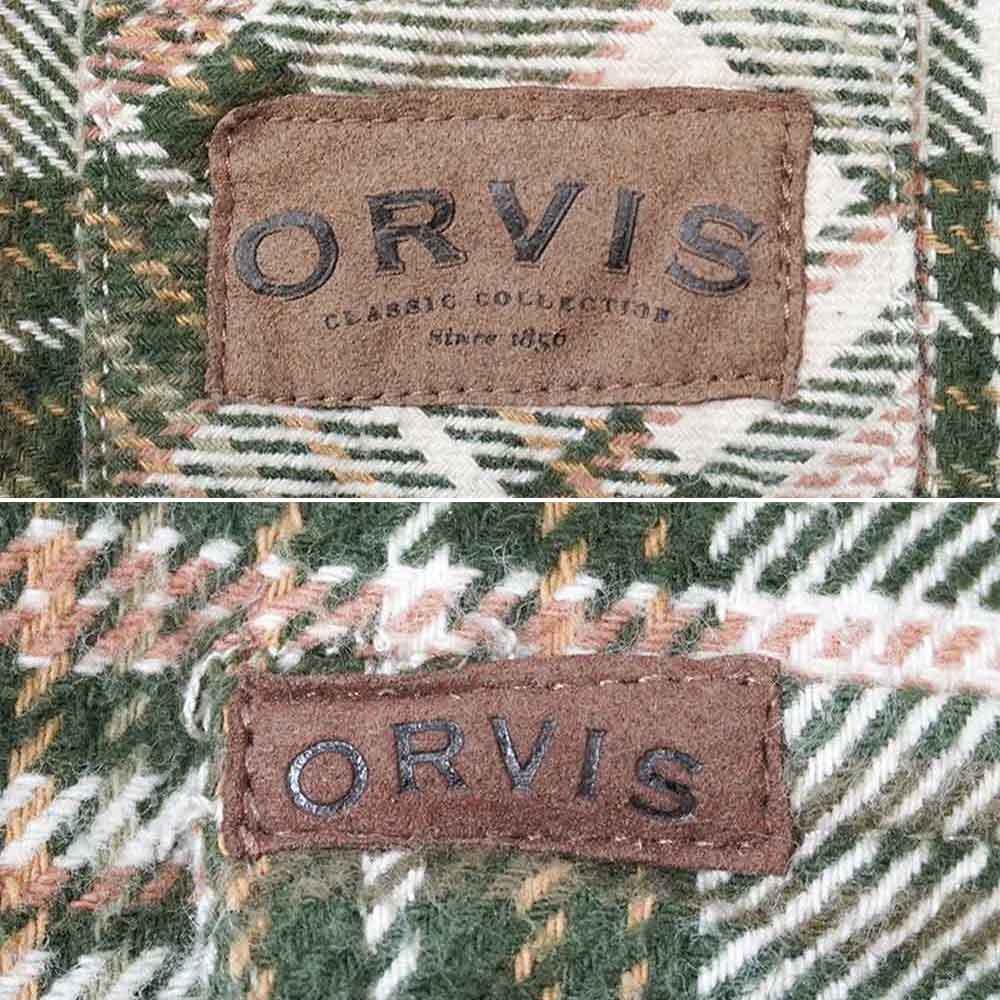 ORVIS
CLASSIC COLLECTION
Since 1856
ORVIS